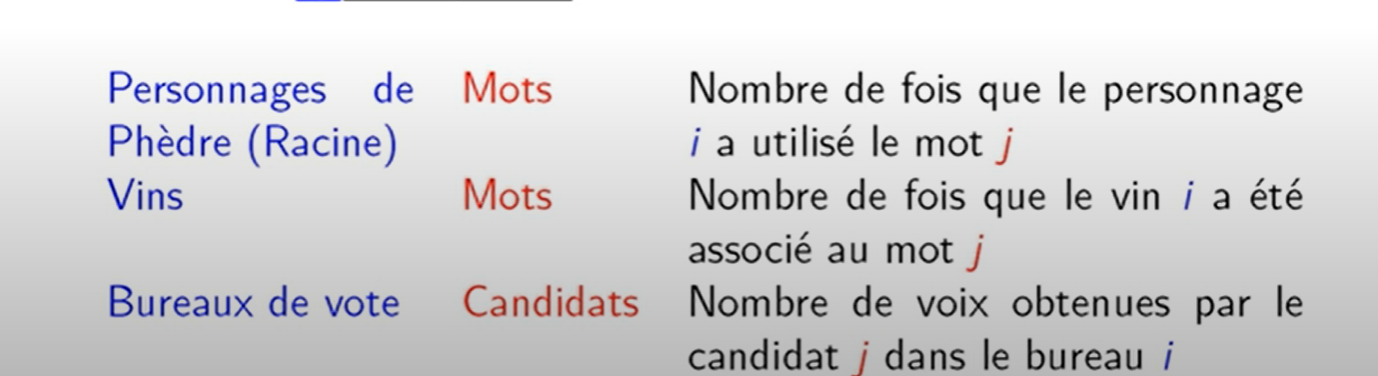 Personnages de Mots Nombre de fois que le personnage
Phèdre (Racine) i a utilisé le mot j
Vins Mots Nombre de fois que le vin i a été
associé au mot j
Bureaux de vote Candidats Nombre de voix obtenues par le
candidat j dans le bureau i